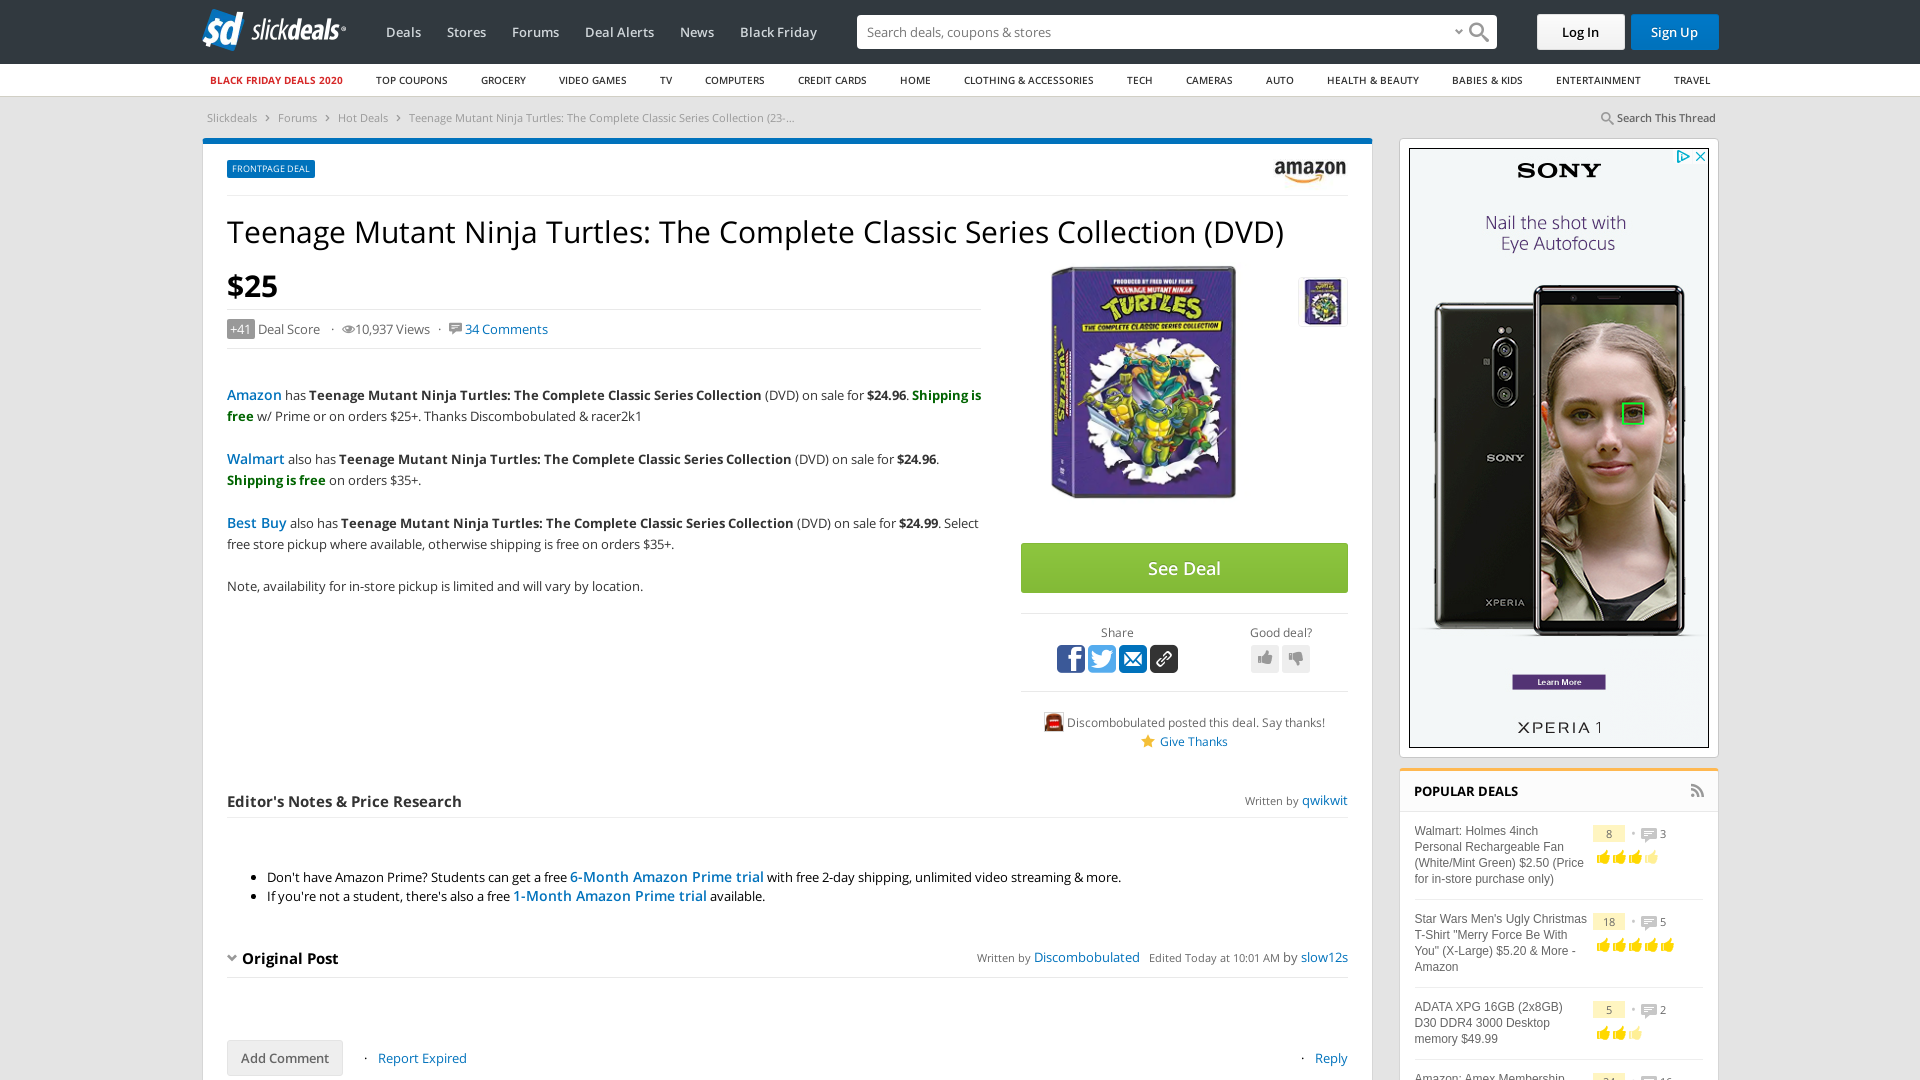 sd slickdeals
Deals Stores Forums Deal Alerts News Black Friday
Search deals, coupons & stores
Log In Sign Up
BLACK FRIDAY DEALS 2020 TOP COUPONS GROCERY VIDEO GAMES TV COMPUTERS CREDIT CARDS HOME CLOTHING & ACCESSORIES TECH CAMERAS AUTO HEALTH & BEAUTY BABIES & KIDS ENTERTAINMENT TRAVEL
Slickdeals › Forums › Hot Deals › Teenage Mutant Ninja Turtles: The Complete Classic Series Collection (23-...
Search This Thread
FRONTPAGE DEAL
amazon
Teenage Mutant Ninja Turtles: The Complete Classic Series Collection (DVD)
$25
+41 Deal Score · 10,937 Views · 34 Comments
Amazon has Teenage Mutant Ninja Turtles: The Complete Classic Series Collection (DVD) on sale for $24.96. Shipping is
free w/ Prime or on orders $25+. Thanks Discombobulated & racer2k1
Walmart also has Teenage Mutant Ninja Turtles: The Complete Classic Series Collection (DVD) on sale for $24.96.
Shipping is free on orders $35+.
Best Buy also has Teenage Mutant Ninja Turtles: The Complete Classic Series Collection (DVD) on sale for $24.99. Select
free store pickup where available, otherwise shipping is free on orders $35+.
Note, availability for in-store pickup is limited and will vary by location.
PRODUCED BY FRED WOLF FILMS
TEENAGE MUTANT NINJA
TURTLES
THE COMPLETE CLASSIC SERIES COLLECTION
See Deal
Share
Good deal?
Discombobulated posted this deal. Say thanks!
Give Thanks
Editor's Notes & Price Research
Written by qwikwit
• Don't have Amazon Prime? Students can get a free 6-Month Amazon Prime trial with free 2-day shipping, unlimited video streaming & more.
• If you're not a student, there's also a free 1-Month Amazon Prime trial available.
Original Post
Written by Discombobulated Edited Today at 10:01 AM by slow12s
Add Comment · Report Expired
· Reply
SONY
Nail the shot with
Eye Autofocus
SONY
XPERIA
Learn More
XPERIA 1
POPULAR DEALS
Walmart: Holmes 4inch
Personal Rechargeable Fan
(White/Mint Green) $2.50 (Price
for in-store purchase only)
8 • 3
Star Wars Men's Ugly Christmas
T-Shirt "Merry Force Be With
You" (X-Large) $5.20 & More -
Amazon
18 • 5
ADATA XPG 16GB (2x8GB)
D30 DDR4 3000 Desktop
memory $49.99
5 • 2
Amazon: Amex Membership